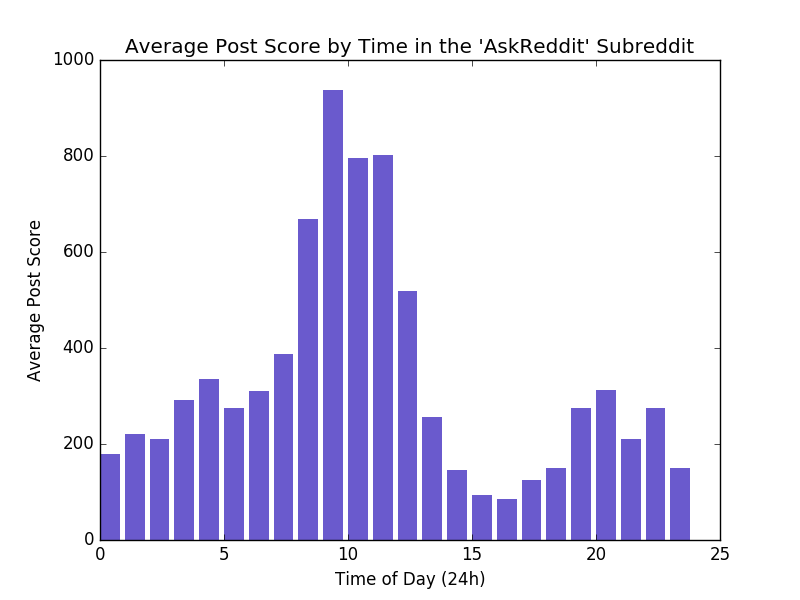 Average Post Score by Time in the 'AskReddit' Subreddit
1000
800
600
400
200
0
Average Post Score
0 5 10 15 20 25
Time of Day (24h)